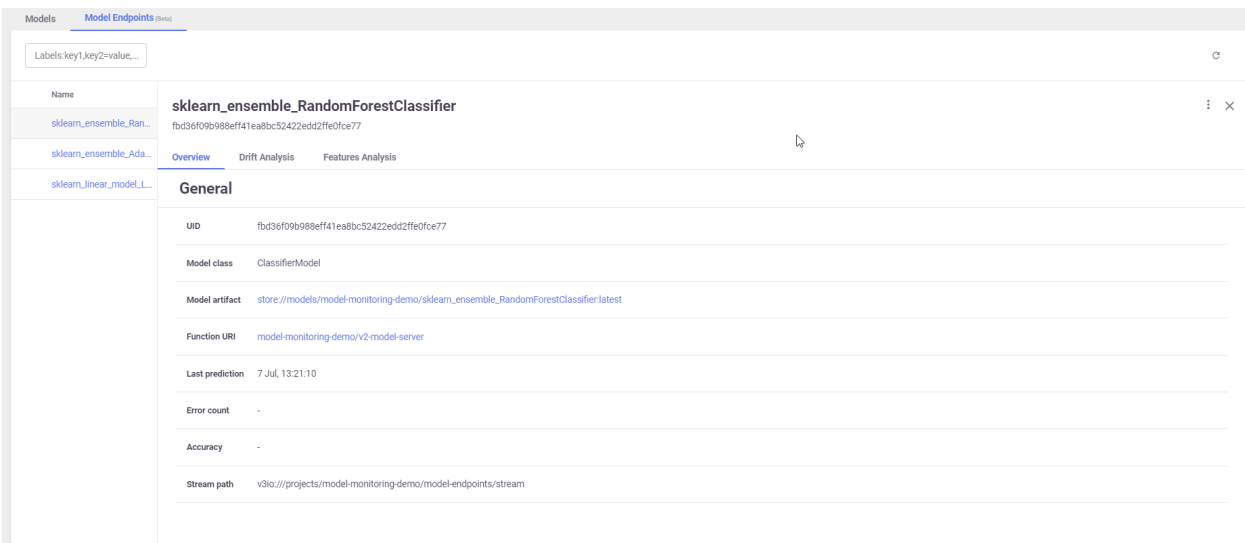 Models Model Endpoints (Beta)
Labels:key1,key2=value,...
Name
sklearn_ensemble_Ran...
sklearn_ensemble_Ada...
sklearn_linear_model_L...
sklearn_ensemble_RandomForestClassifier
fbd36f09b988eff41ea8bc52422edd2ffe0fce77
Overview Drift Analysis Features Analysis
General
UID fbd36f09b988eff41ea8bc52422edd2ffe0fce77
Model class ClassifierModel
Model artifact store://models/model-monitoring-demo/sklearn_ensemble_RandomForestClassifier:latest
Function URI model-monitoring-demo/v2-model-server
Last prediction 7 Jul, 13:21:10
Error count -
Accuracy -
Stream path v3io:///projects/model-monitoring-demo/model-endpoints/stream